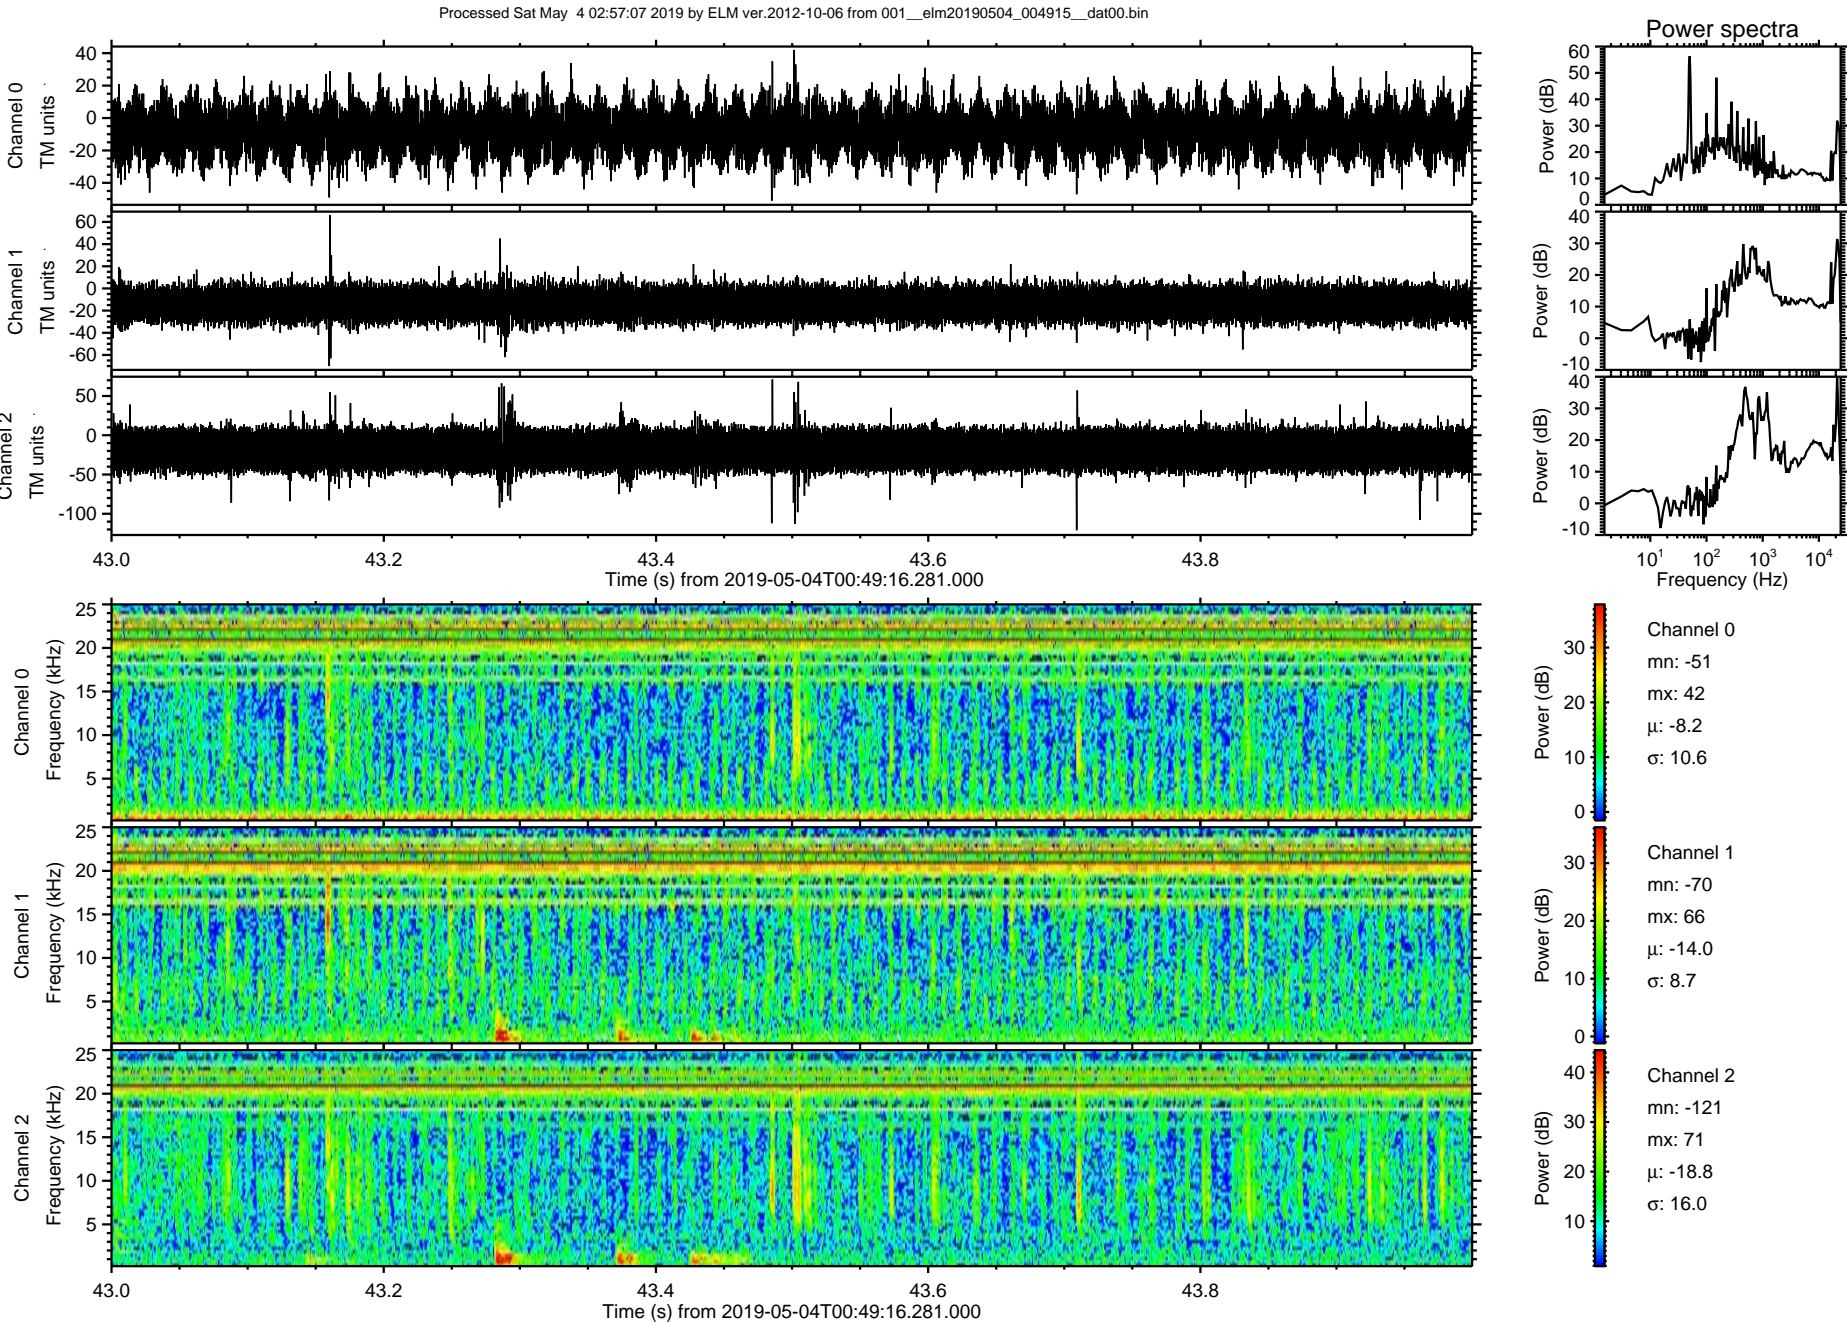 Processed Sat May  4 02:57:07 2019 by ELM ver.2012-10-06 from 001__elm20190504_004915__dat00.bin
Power spectra
Channel 0
TM units
40
20
0
-20
-40
Power (dB)
60
50
40
30
20
10
0
Channel 1
TM units
60
40
20
0
-20
-40
-60
Power (dB)
40
30
20
10
0
-10
Channel 2
TM units
50
0
-50
-100
Power (dB)
40
30
20
10
0
-10
43.0 43.2 43.4 43.6 43.8
Time (s) from 2019-05-04T00:49:16.281.000
10^1 10^2 10^3 10^4
Frequency (Hz)
Channel 0
Frequency (kHz)
25
20
15
10
5
Power (dB)
30
20
10
0
Channel 0
mn: -51
mx: 42
μ: -8.2
σ: 10.6
Channel 1
Frequency (kHz)
25
20
15
10
5
Power (dB)
30
20
10
0
Channel 1
mn: -70
mx: 66
μ: -14.0
σ: 8.7
Channel 2
Frequency (kHz)
25
20
15
10
5
Power (dB)
40
30
20
10
Channel 2
mn: -121
mx: 71
μ: -18.8
σ: 16.0
43.0 43.2 43.4 43.6 43.8
Time (s) from 2019-05-04T00:49:16.281.000